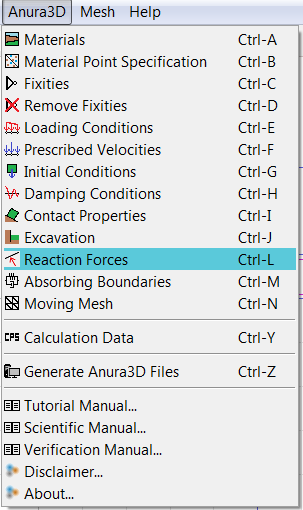 Anura3D Mesh Help
Materials Ctrl-A
Material Point Specification Ctrl-B
Fixities Ctrl-C
Remove Fixities Ctrl-D
Loading Conditions Ctrl-E
Prescribed Velocities Ctrl-F
Initial Conditions Ctrl-G
Damping Conditions Ctrl-H
Contact Properties Ctrl-I
Excavation Ctrl-J
Reaction Forces Ctrl-L
Absorbing Boundaries Ctrl-M
Moving Mesh Ctrl-N
CPS Calculation Data Ctrl-Y
Generate Anura3D Files Ctrl-Z
Tutorial Manual...
Scientific Manual...
Verification Manual...
Disclaimer...
About...